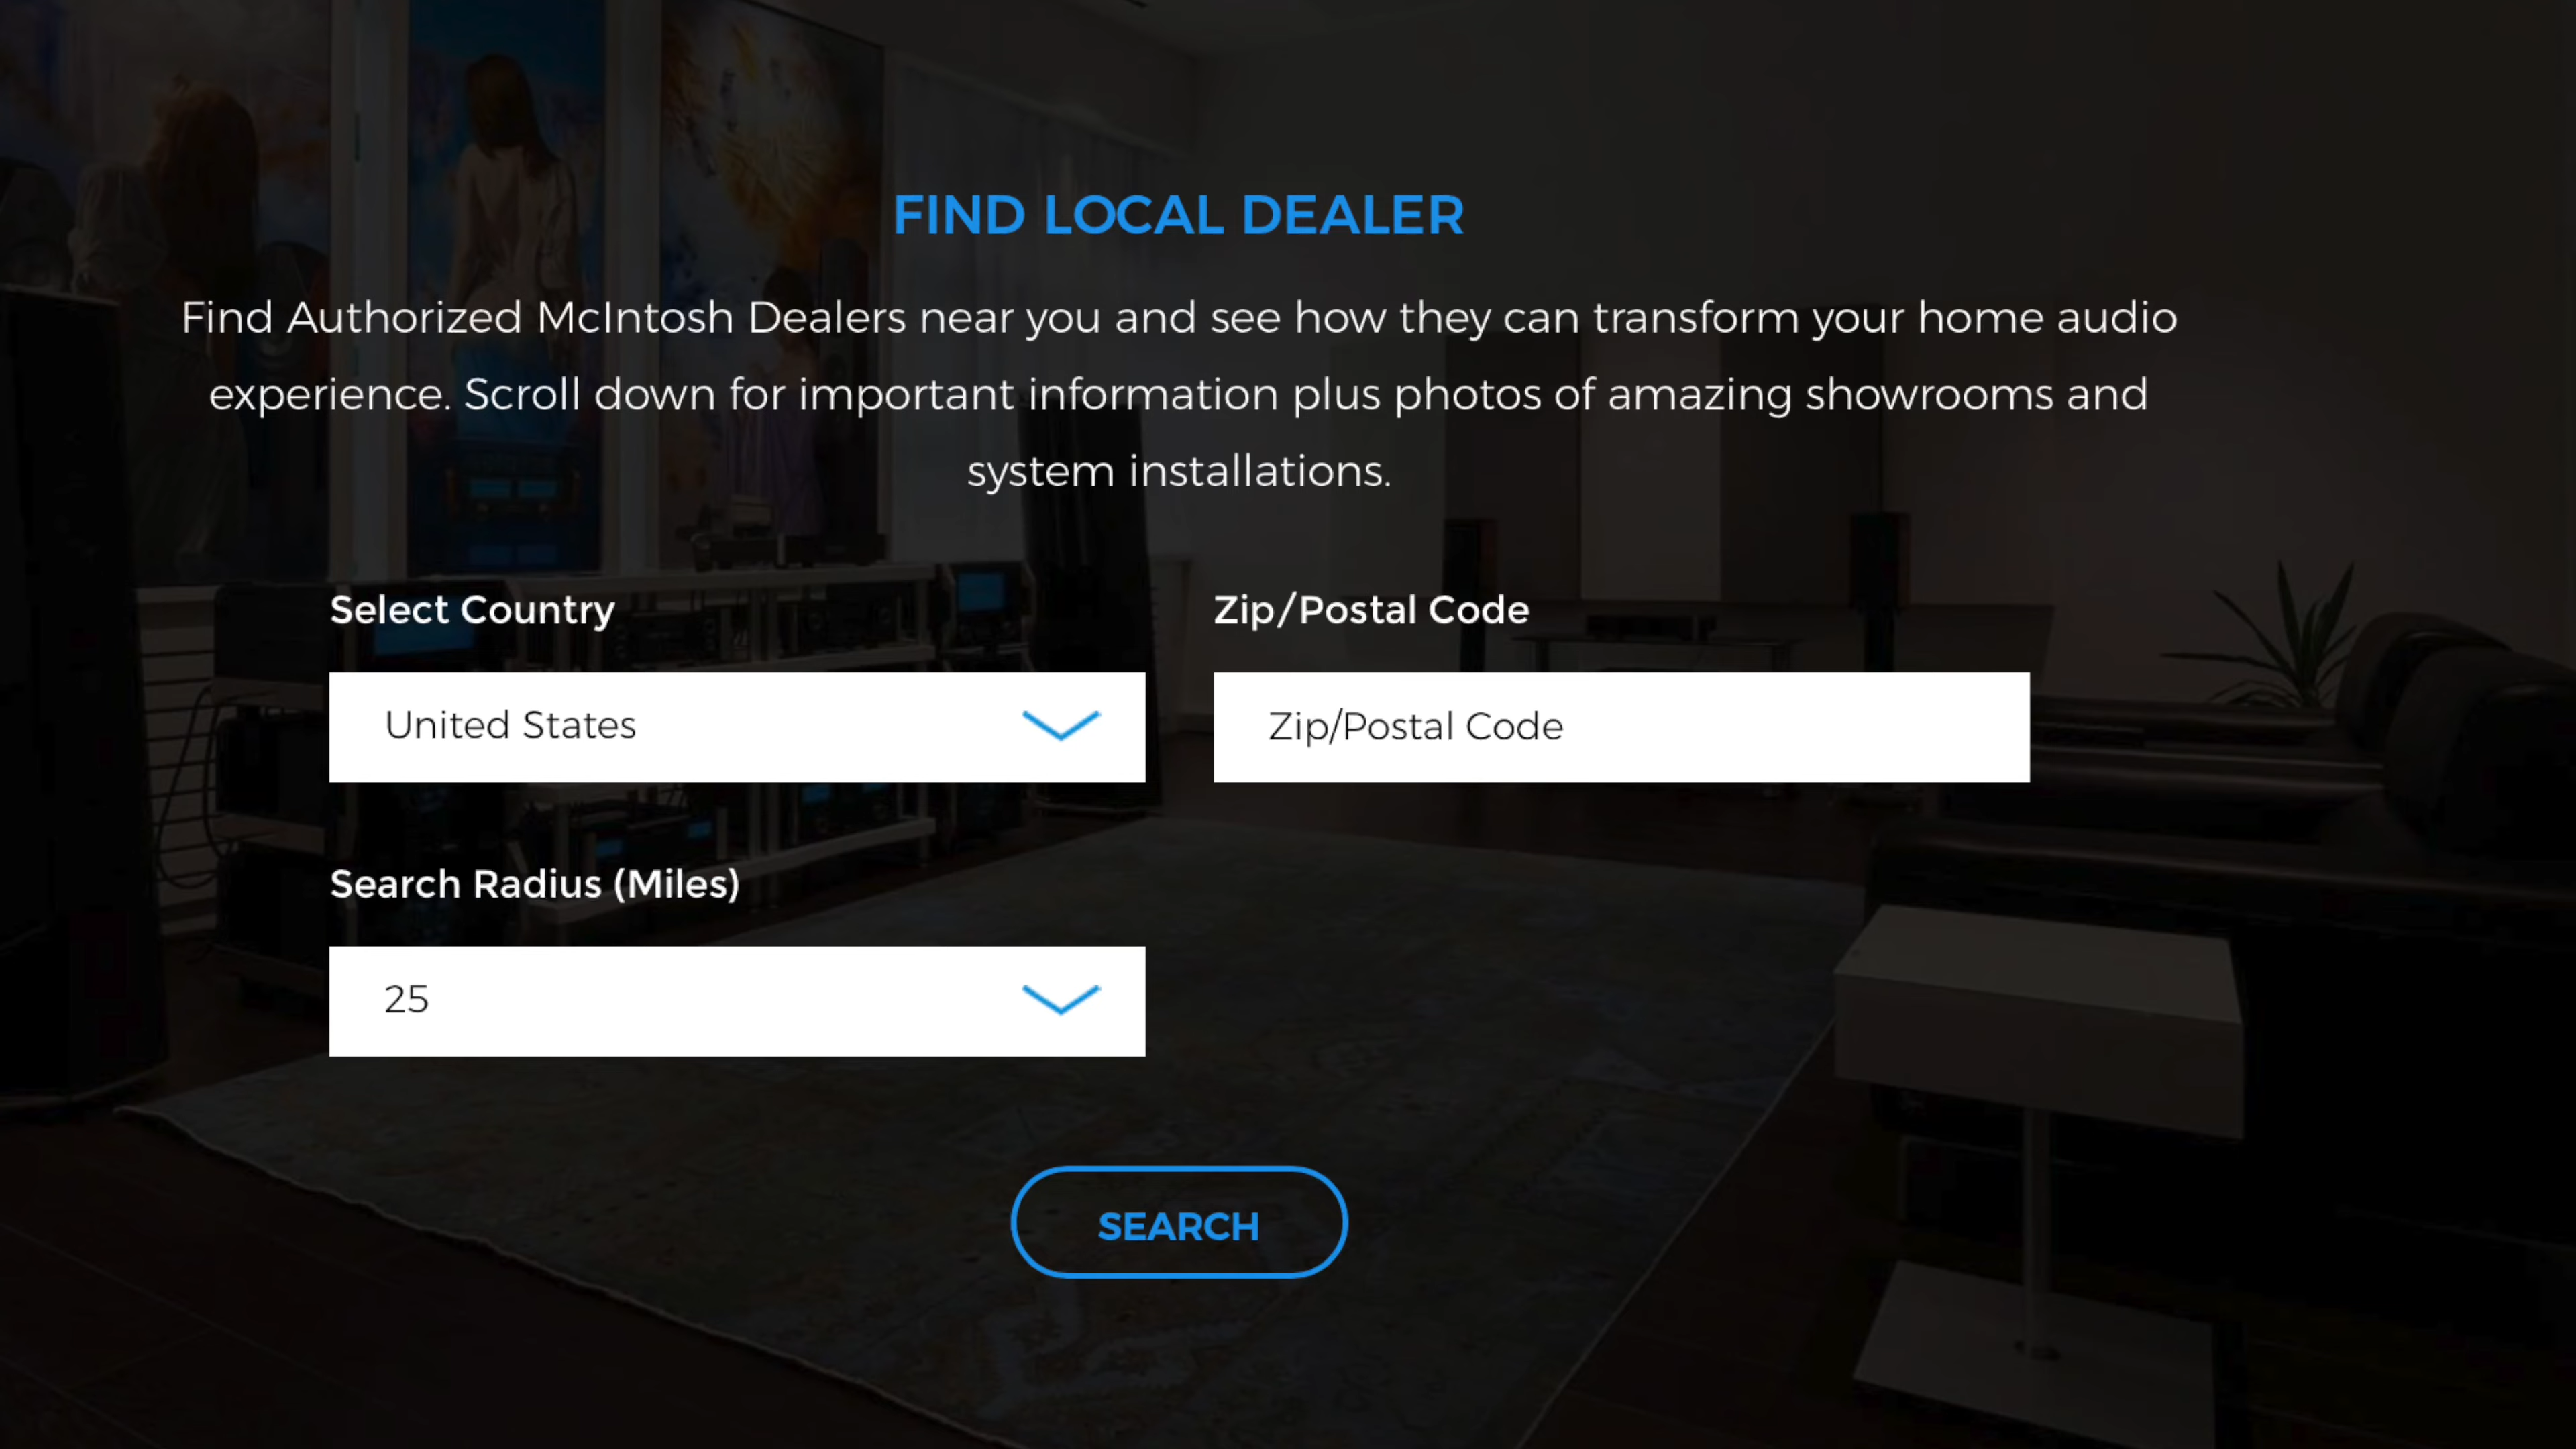 FIND LOCAL DEALER
Find Authorized McIntosh Dealers near you and see how they can transform your home audio
experience. Scroll down for important information plus photos of amazing showrooms and
system installations.
Select Country
Zip/Postal Code
United States
Zip/Postal Code
Search Radius (Miles)
25
SEARCH